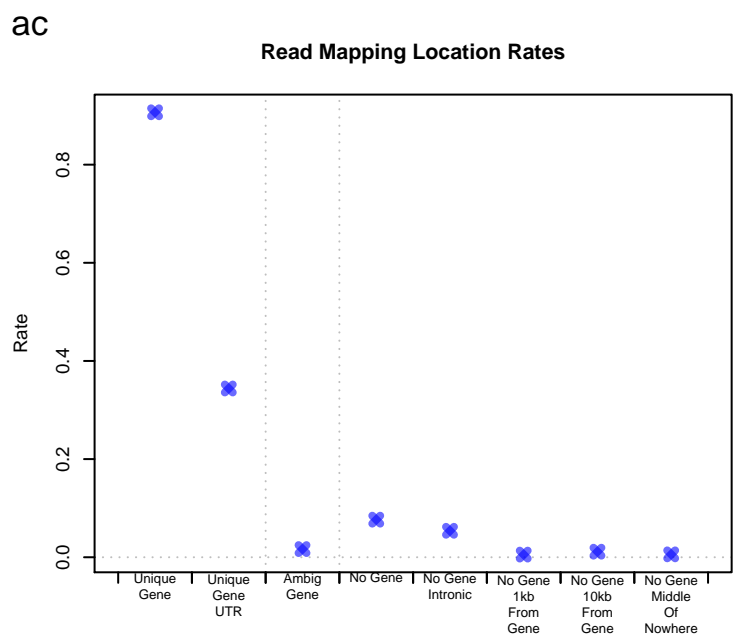 ac
Read Mapping Location Rates
Rate
0.8
0.6
0.4
0.2
0.0
Unique
Gene
Unique
Gene
UTR
Ambig
Gene
No Gene
No Gene
Intronic
No Gene
1kb
From
Gene
No Gene
10kb
From
Gene
No Gene
Middle
Of
Nowhere